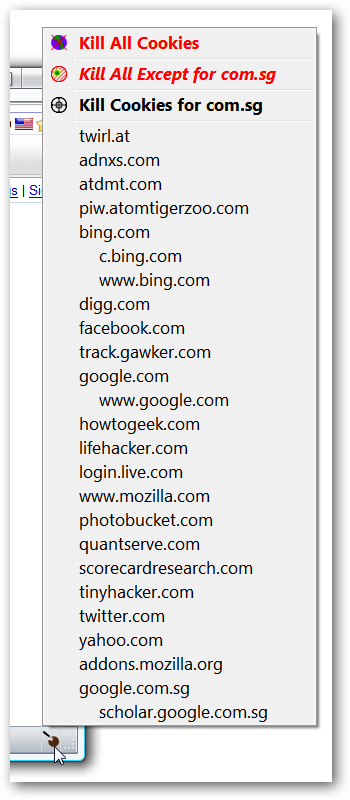 Kill All Cookies
Kill All Except for com.sg
Kill Cookies for com.sg
twirl.at
adnxs.com
atdmt.com
piw.atomtigerzoo.com
bing.com
c.bing.com
www.bing.com
digg.com
facebook.com
track.gawker.com
google.com
www.google.com
howtogeek.com
lifehacker.com
login.live.com
www.mozilla.com
photobucket.com
quantserve.com
scorecardresearch.com
tinyhacker.com
twitter.com
yahoo.com
addons.mozilla.org
google.com.sg
scholar.google.com.sg